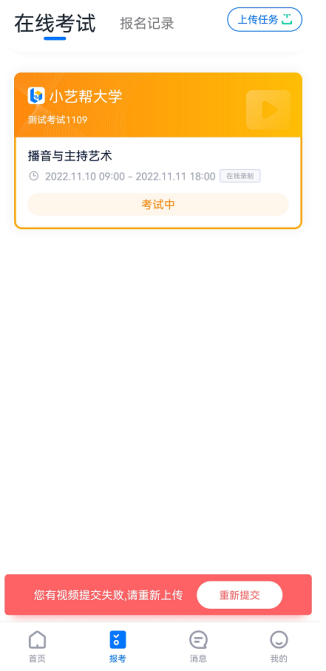 在线考试 报名记录 上传任务
小艺帮大学
测试考试1109
播音与主持艺术
2022.11.10 09:00 - 2022.11.11 18:00 在线录制
考试中
您有视频提交失败,请重新上传 重新提交
首页 报考 消息 我的